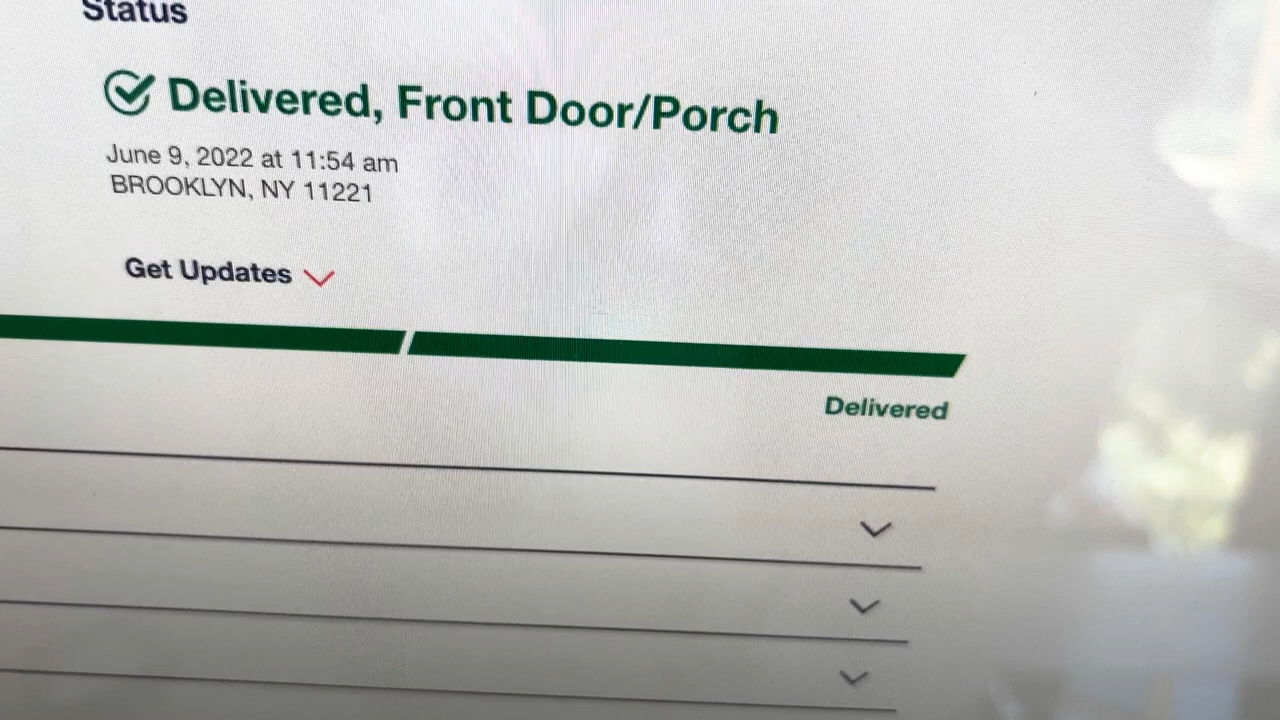 Status
Delivered, Front Door/Porch
June 9, 2022 at 11:54 am
BROOKLYN, NY 11221
Get Updates
Delivered